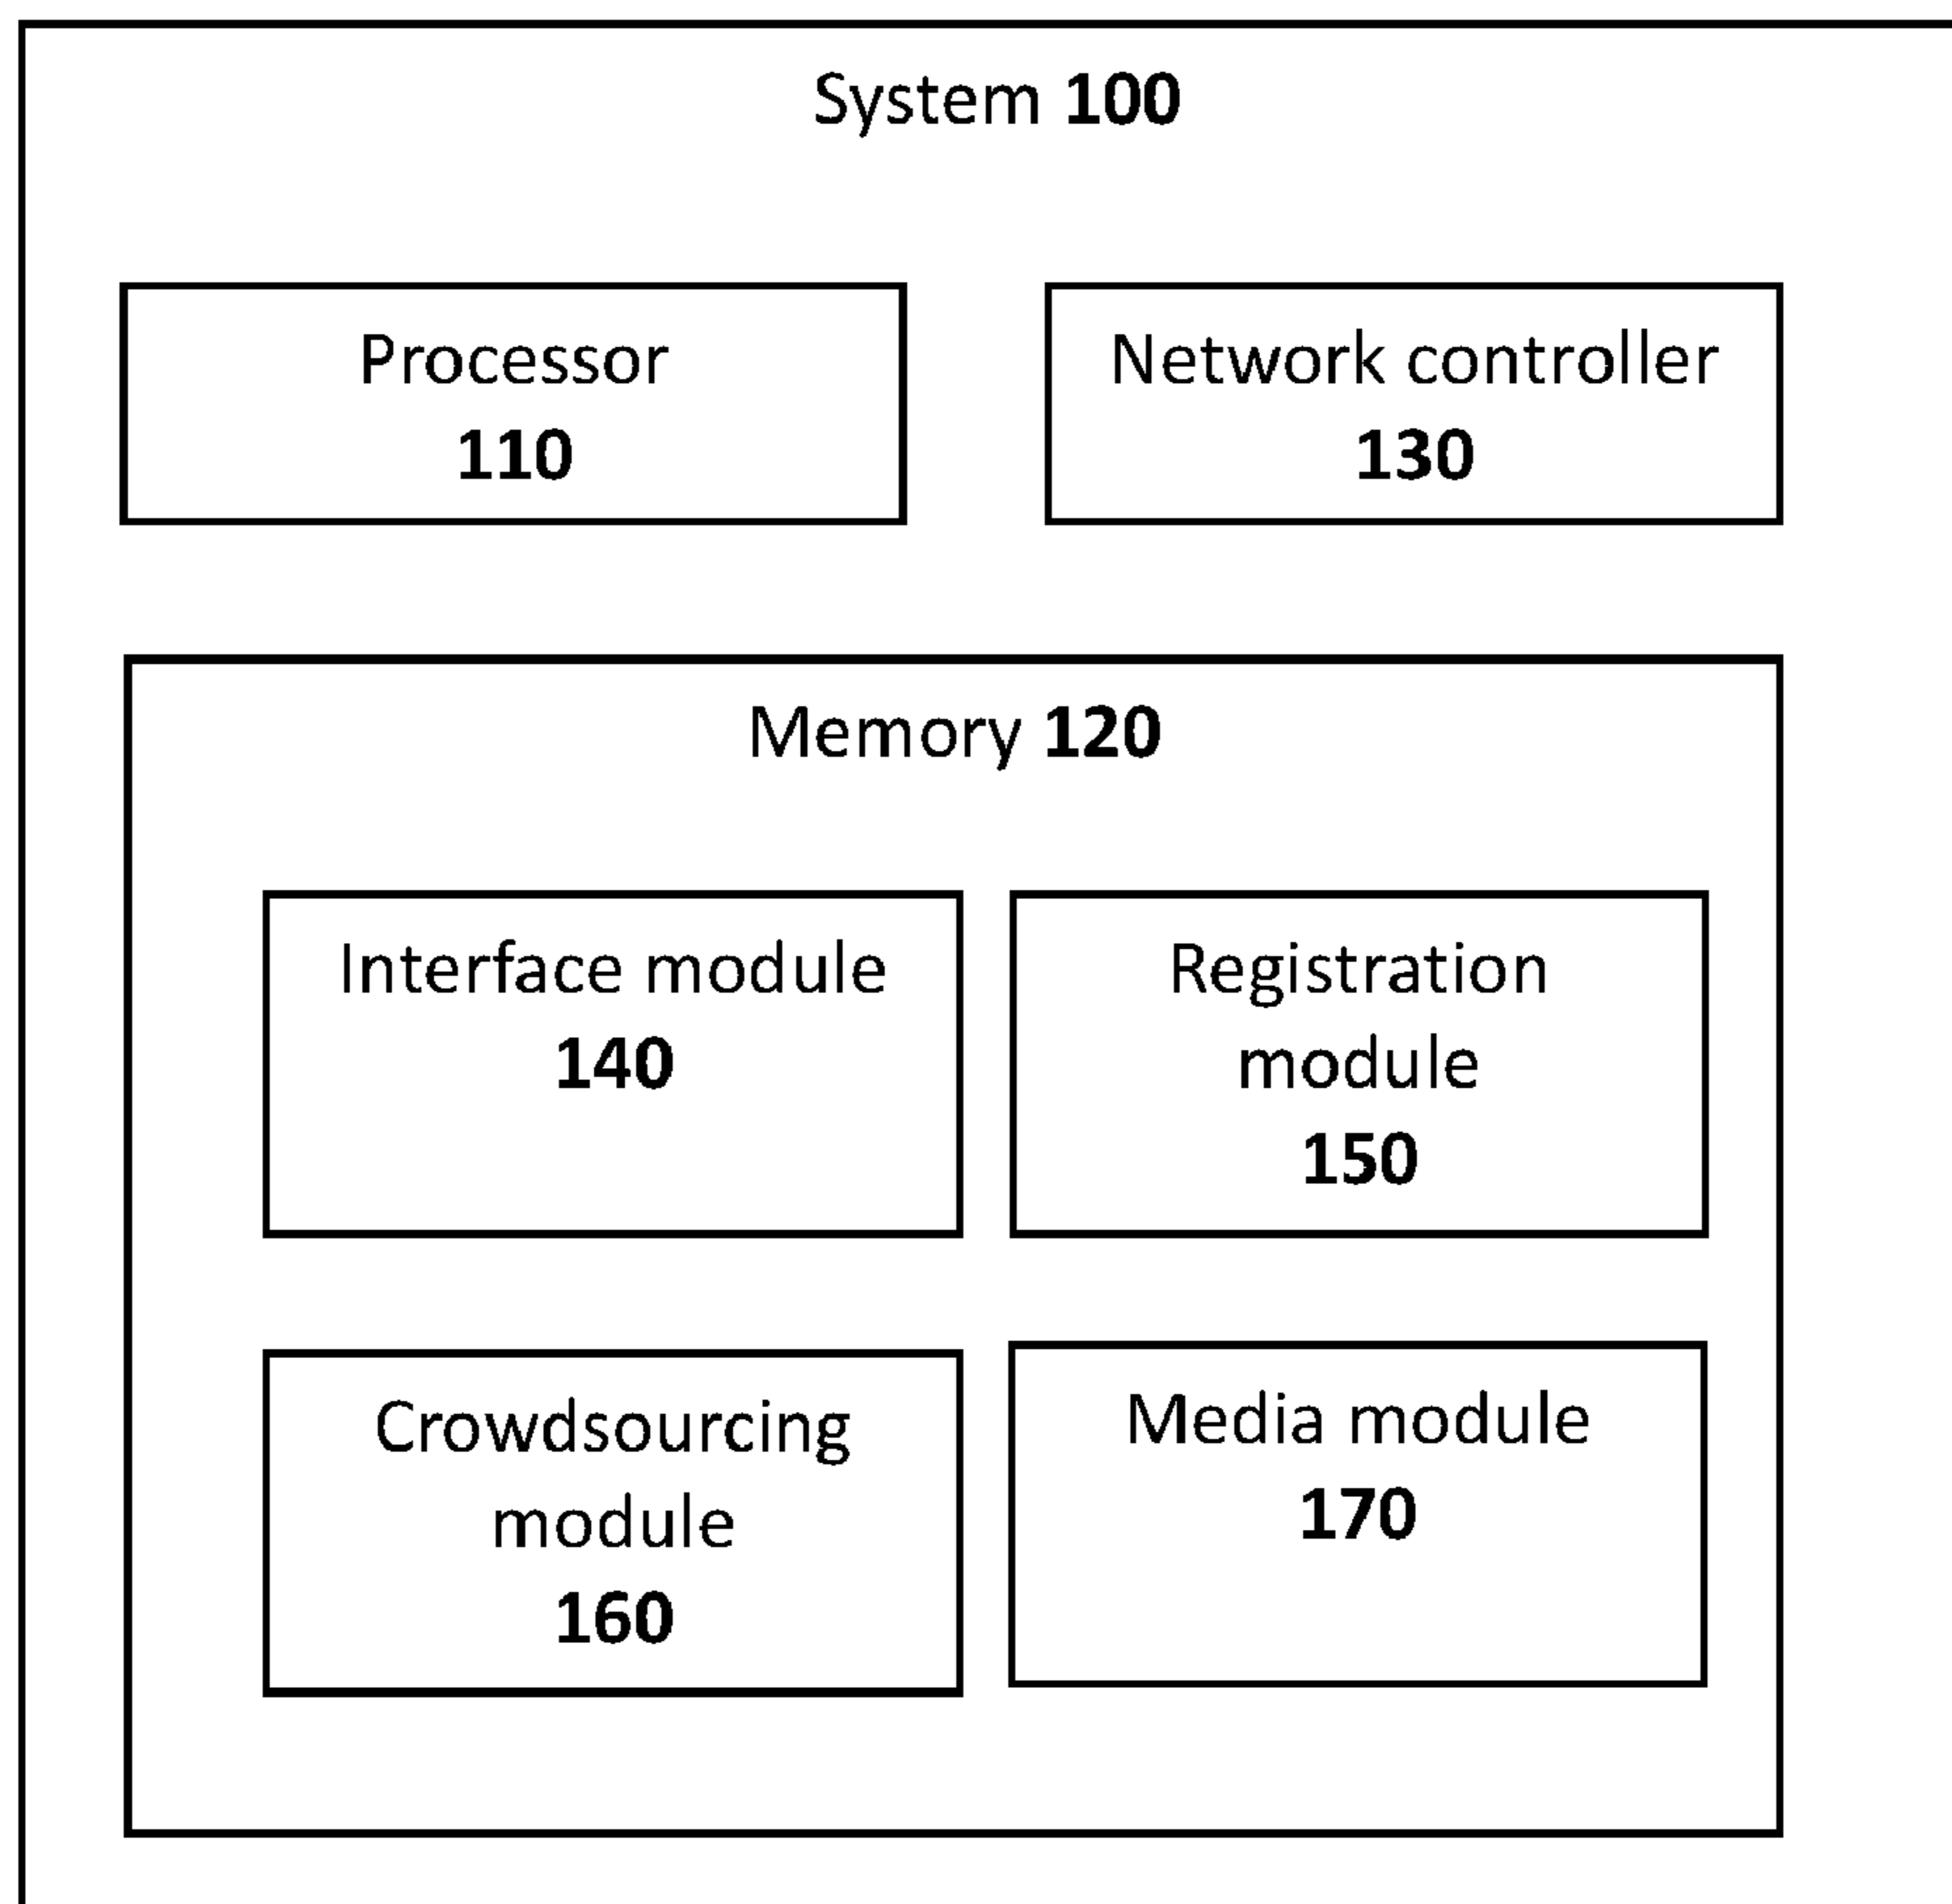 System 100
Processor
110
Network controller
130
Memory 120
Interface module
140
Registration
module
150
Crowdsourcing
module
160
Media module
170